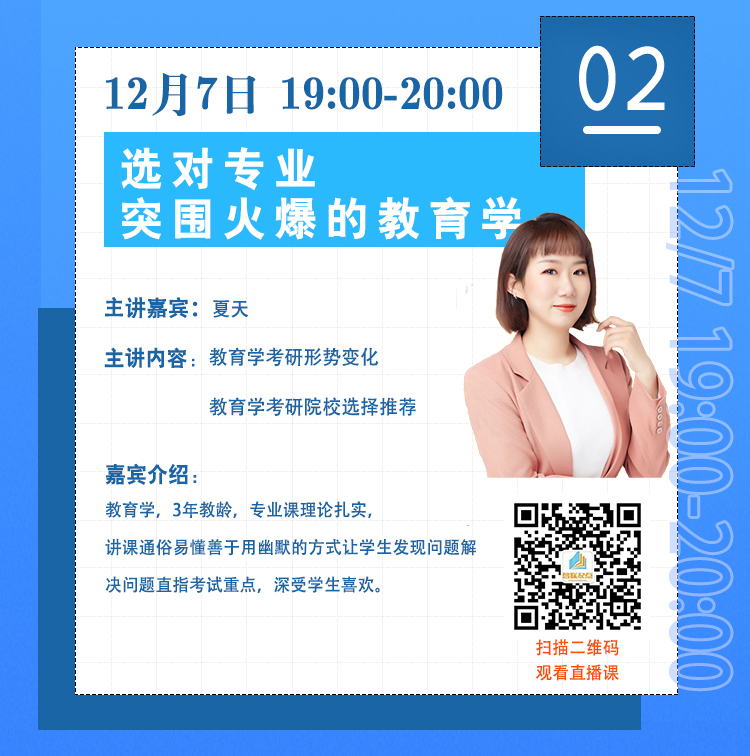 02
12月7日 19:00-20:00
选对专业
突围火爆的教育学
主讲嘉宾：夏天
主讲内容：教育学考研形势变化
教育学考研院校选择推荐
嘉宾介绍：
教育学，3年教龄，专业课理论扎实，
讲课通俗易懂善于用幽默的方式让学生发现问题解
决问题直指考试重点，深受学生喜欢。
扫描二维码
观看直播课
12/7 19:00-20:00